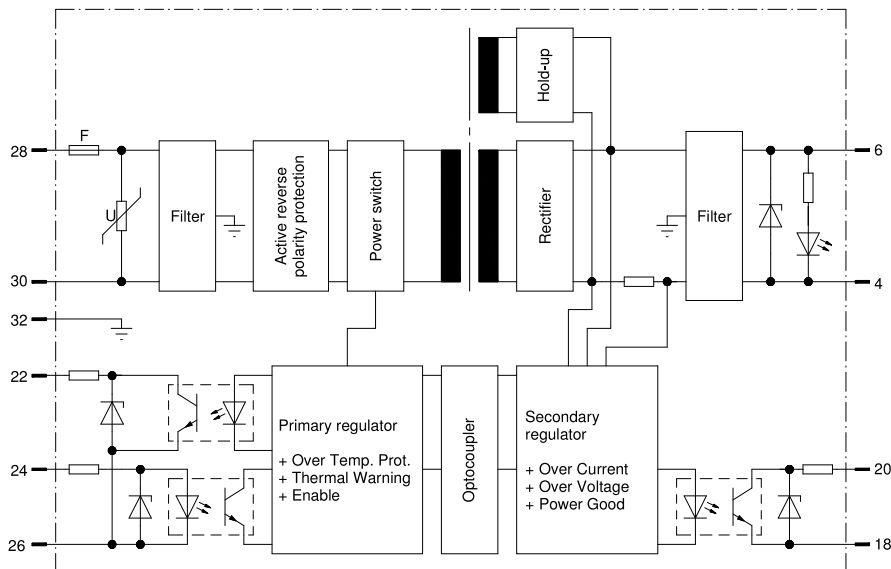 Hold-up
F
28
6
U
Filter
Active reverse
polarity protection
Power switch
Rectifier
Filter
30
4
32
22
Primary regulator
+ Over Temp. Prot.
+ Thermal Warning
+ Enable
Optocoupler
Secondary
regulator
+ Over Current
+ Over Voltage
+ Power Good
24
20
26
18